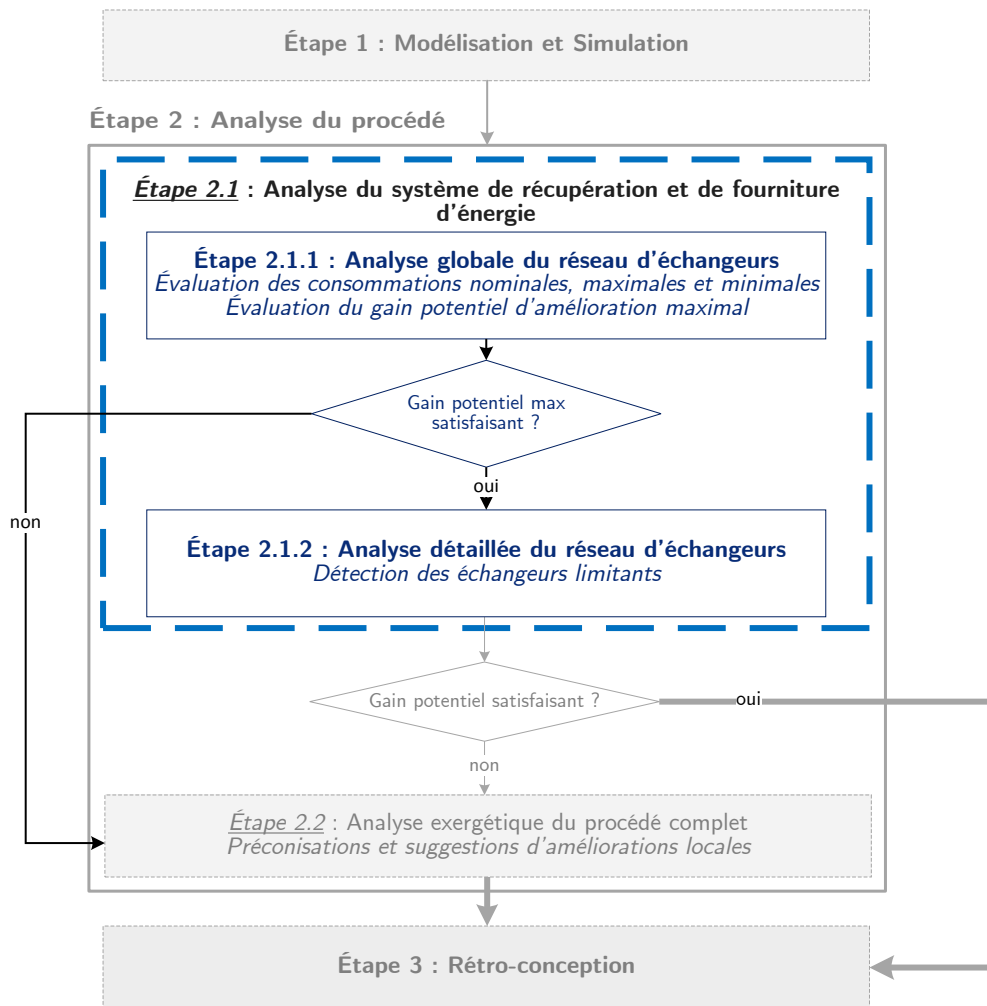 Étape 1 : Modélisation et Simulation
Étape 2 : Analyse du procédé
Étape 2.1 : Analyse du système de récupération et de fourniture
d'énergie
Étape 2.1.1 : Analyse globale du réseau d'échangeurs
Évaluation des consommations nominales, maximales et minimales
Évaluation du gain potentiel d'amélioration maximal
Gain potentiel max
satisfaisant ?
oui
non
Étape 2.1.2 : Analyse détaillée du réseau d'échangeurs
Détection des échangeurs limitants
Gain potentiel satisfaisant ?
oui
non
Étape 2.2 : Analyse exergétique du procédé complet
Préconisations et suggestions d'améliorations locales
Étape 3 : Rétro-conception